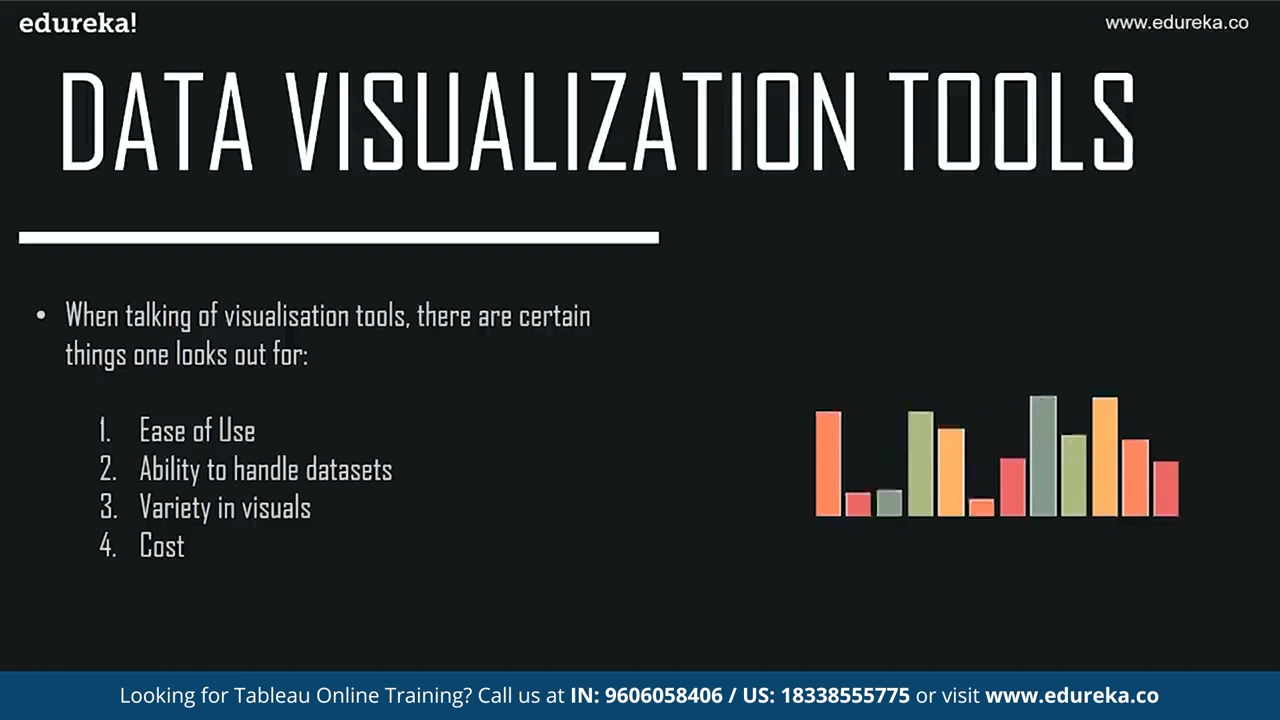 edureka!
www.edureka.co
DATA VISUALIZATION TOOLS
• When talking of visualisation tools, there are certain
things one looks out for:
1. Ease of Use
2. Ability to handle datasets
3. Variety in visuals
4. Cost
Looking for Tableau Online Training? Call us at IN: 9606058406 / US: 18338555775 or visit www.edureka.co